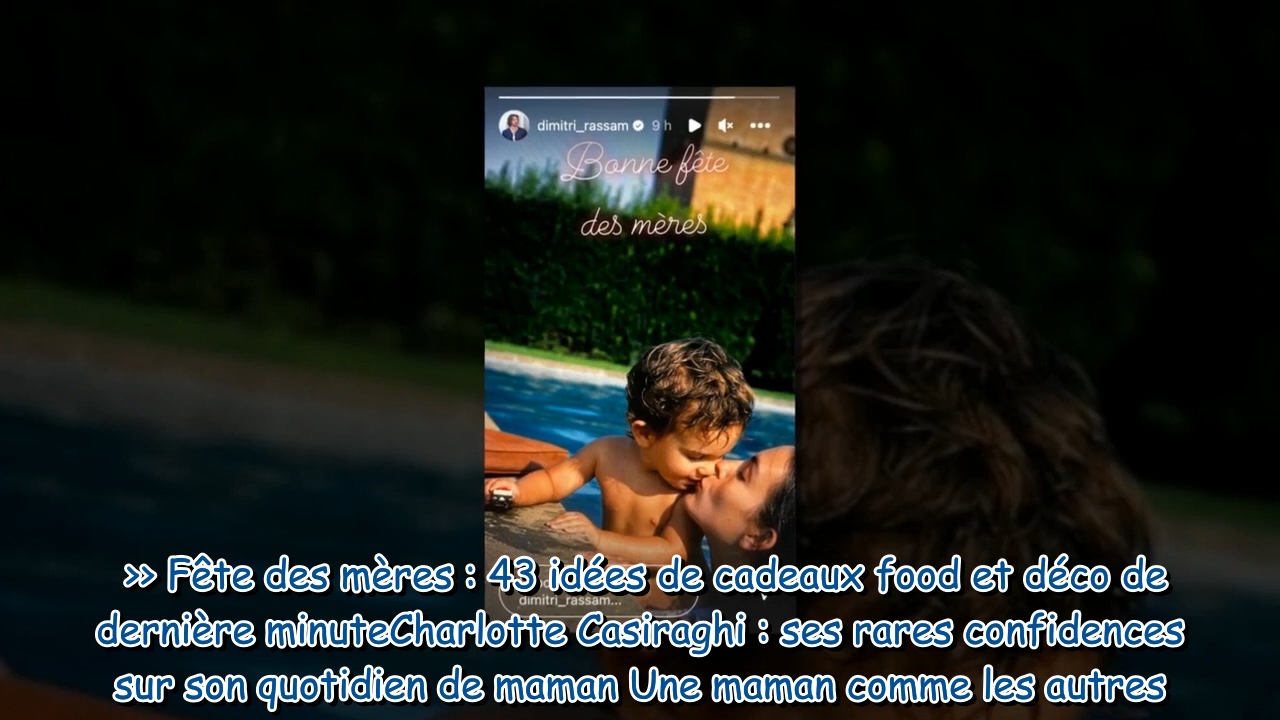 dimitri_rassam 9 h
Bonne fête
des mères
>> Fête des mères : 43 idées de cadeaux food et déco de
dimitri_rassam...
dernière minuteCharlotte Casiraghi : ses rares confidences
sur son quotidien de maman Une maman comme les autres